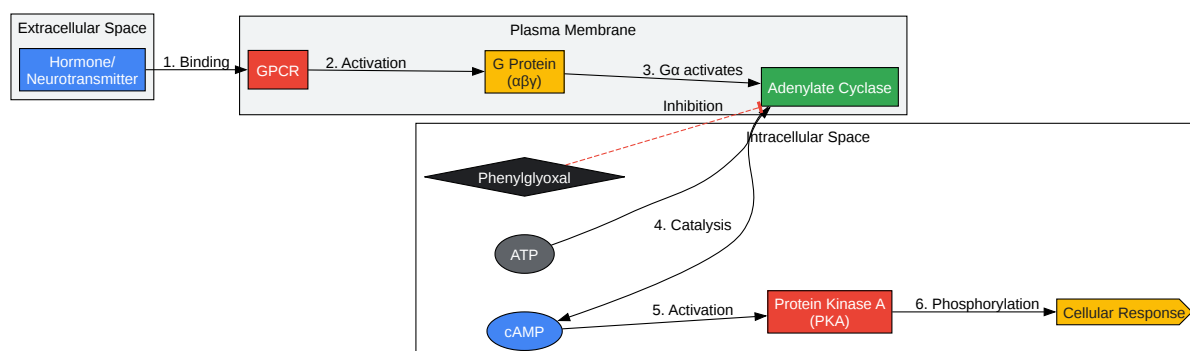 Extracellular Space
Hormone/
Neurotransmitter
1. Binding
Plasma Membrane
GPCR
2. Activation
G Protein
(αβγ)
3. Gα activates
Adenylate Cyclase
Inhibition
Intracellular Space
Phenylglyoxal
ATP
4. Catalysis
cAMP
5. Activation
Protein Kinase A
(PKA)
6. Phosphorylation
Cellular Response